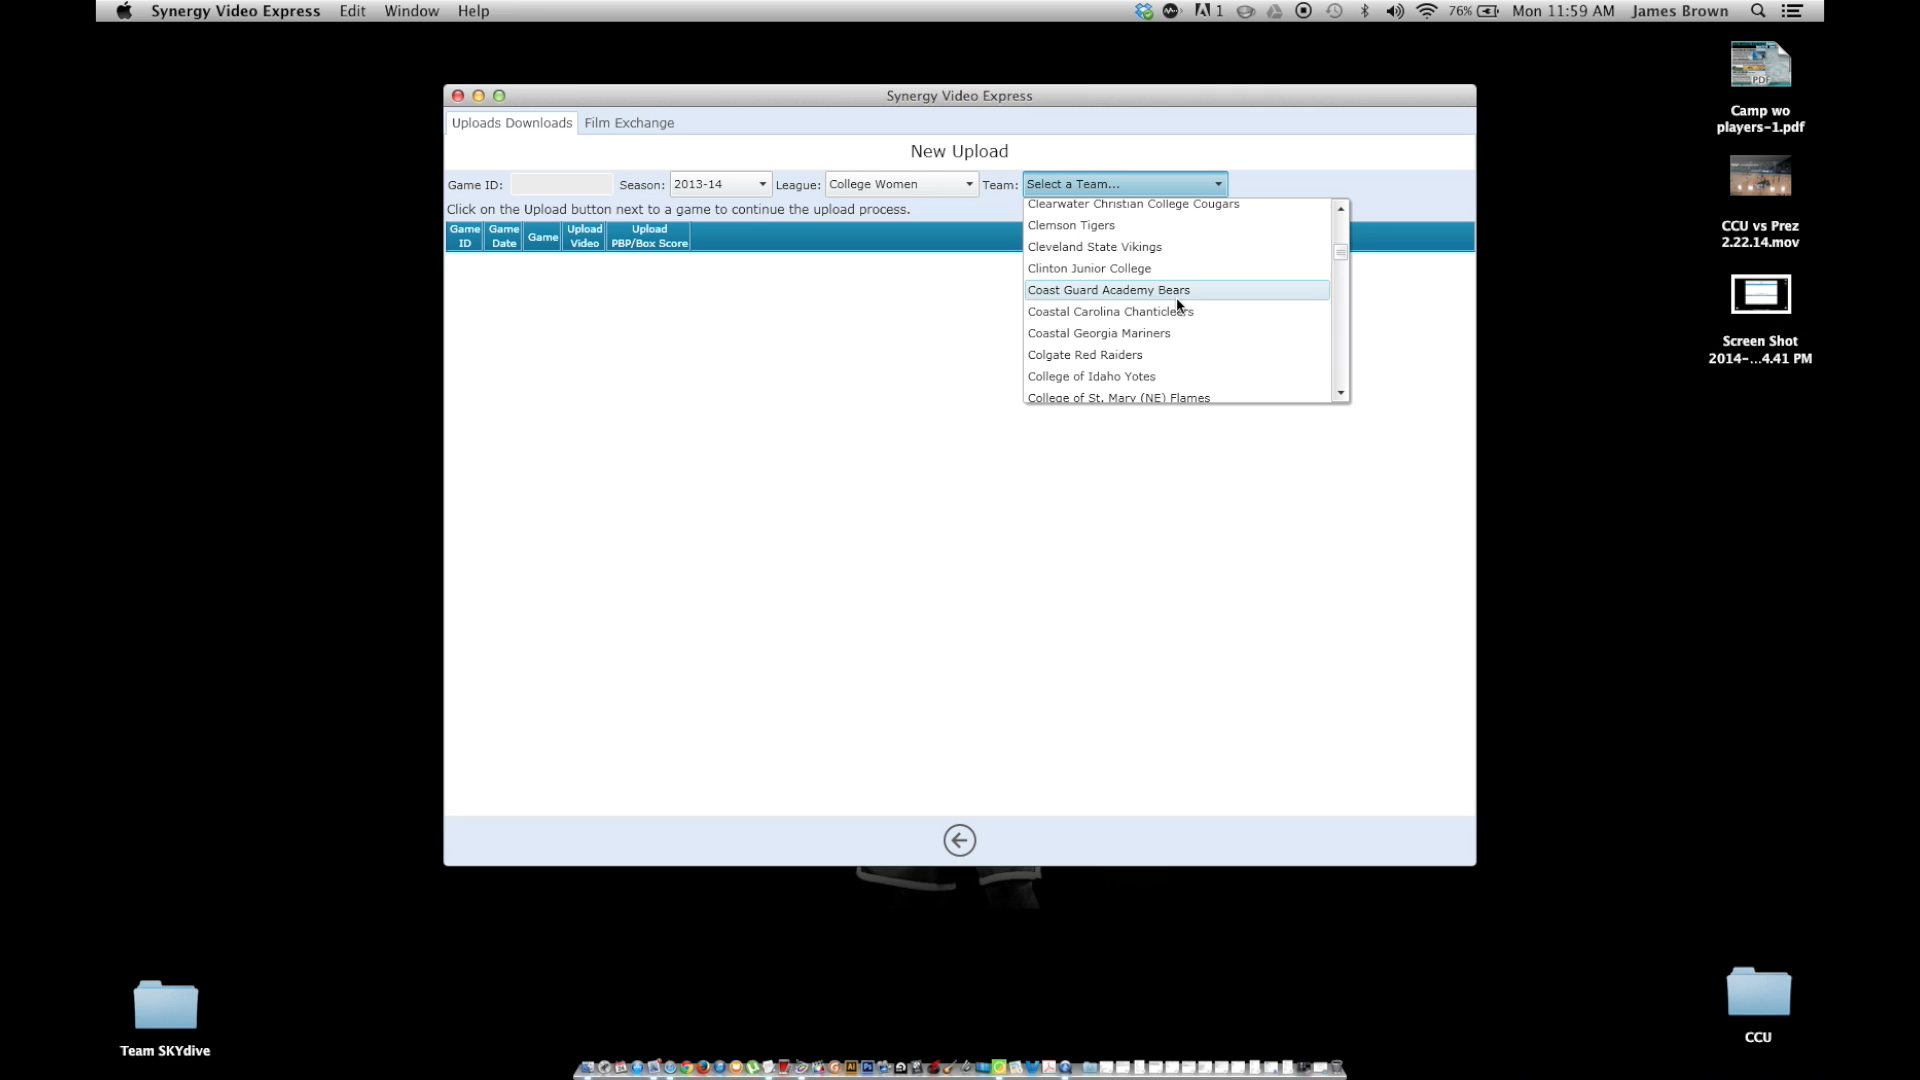 Synergy Video Express Edit Window Help
1 76% Mon 11:59 AM James Brown
PDF
Camp wo
players-1.pdf
CCU vs Prez
2.22.14.mov
Screen Shot
2014-...4.41 PM
Synergy Video Express
Uploads Downloads Film Exchange
New Upload
Game ID: Season: 2013-14 League: College Women Team: Select a Team...
Click on the Upload button next to a game to continue the upload process.
Game ID Game Date Game Upload Video Upload PBP/Box Score
Clearwater Christian College Cougars
Clemson Tigers
Cleveland State Vikings
Clinton Junior College
Coast Guard Academy Bears
Coastal Carolina Chanticleers
Coastal Georgia Mariners
Colgate Red Raiders
College of Idaho Yotes
College of St. Mary (NE) Flames
Team SKYdive
CCU